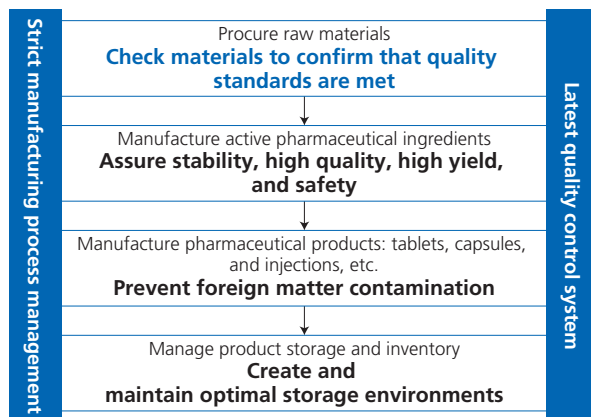 Strict manufacturing process management
Procure raw materials
Check materials to confirm that quality
standards are met
Manufacture active pharmaceutical ingredients
Assure stability, high quality, high yield,
and safety
Manufacture pharmaceutical products: tablets, capsules,
and injections, etc.
Prevent foreign matter contamination
Manage product storage and inventory
Create and
maintain optimal storage environments
Latest quality control system